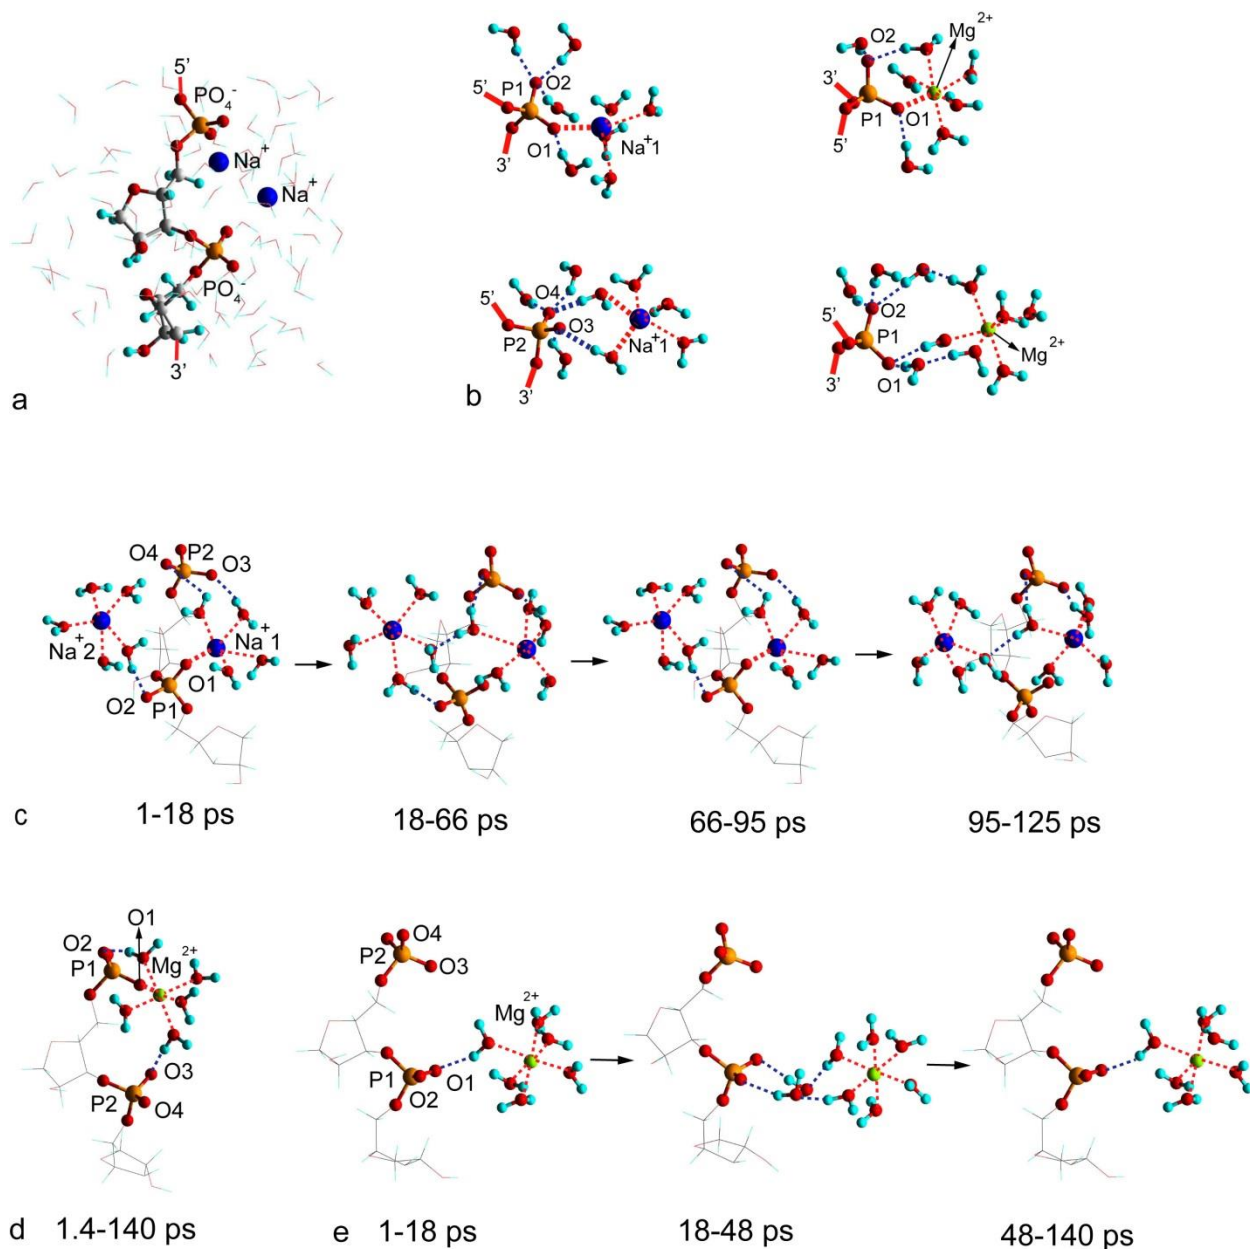 5’
PO4-
Na+
Na+
PO4-
3’
a
5’
P1
O2
O1
Na+1
3’
O2
Mg2+
3’
P1
O1
5’
5’
O4
O3
P2
Na+1
3’
O2
5’
P1
3’
O1
Mg2+
b
O4
P2
O3
Na+2
Na+1
O2
O1
P1
c
1-18 ps
18-66 ps
66-95 ps
95-125 ps
O1
O2
P1
Mg2+
O3
P2
O4
d
1.4-140 ps
O4
P2
O3
Mg2+
P1
O1
O2
e
1-18 ps
18-48 ps
48-140 ps